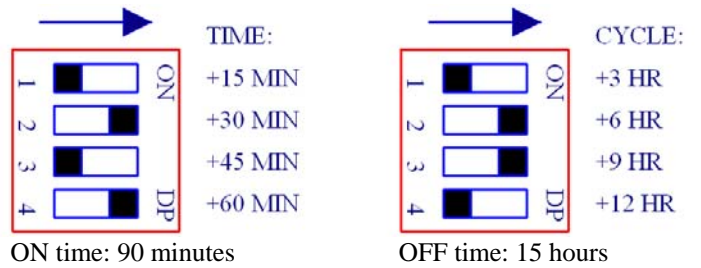 TIME:
1 ON +15 MIN
2 +30 MIN
3 +45 MIN
4 DP +60 MIN
ON time: 90 minutes
CYCLE:
1 ON +3 HR
2 +6 HR
3 +9 HR
4 DP +12 HR
OFF time: 15 hours